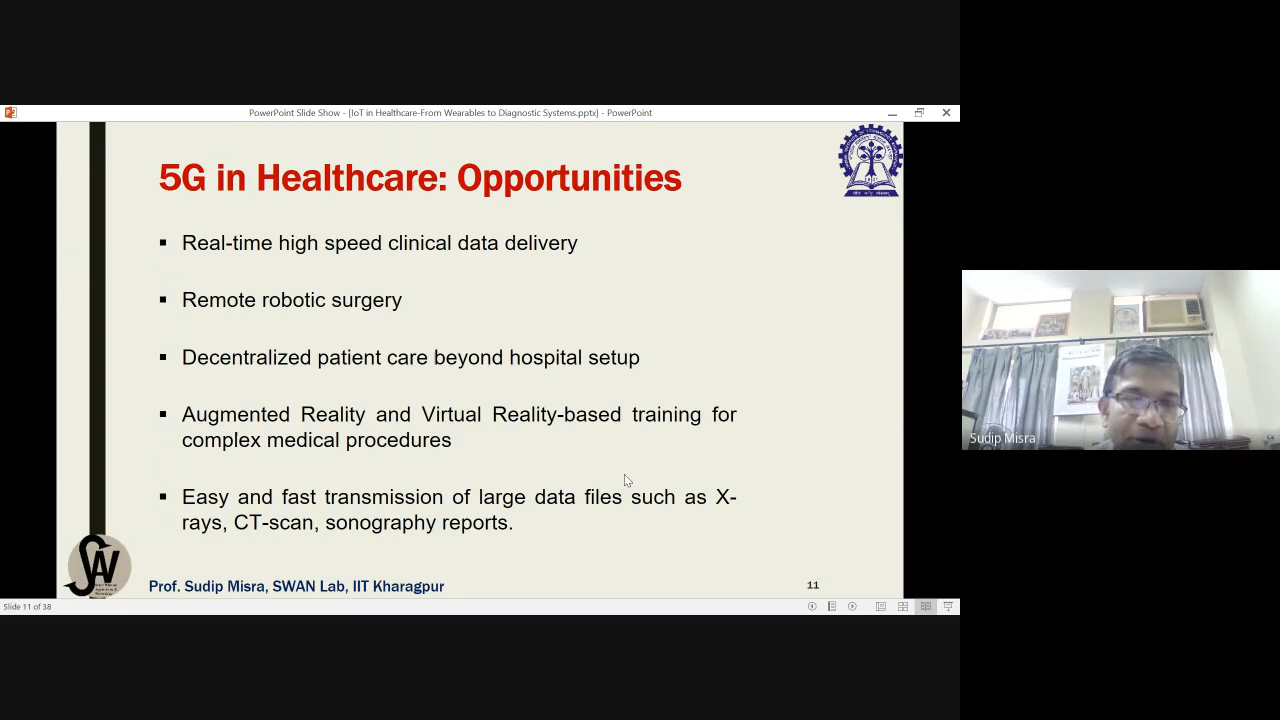 PowerPoint Slide Show - [IoT in Healthcare-From Wearables to Diagnostic Systems.pptx] - PowerPoint
5G in Healthcare: Opportunities
▪ Real-time high speed clinical data delivery
▪ Remote robotic surgery
▪ Decentralized patient care beyond hospital setup
▪ Augmented Reality and Virtual Reality-based training for
complex medical procedures
▪ Easy and fast transmission of large data files such as X-
rays, CT-scan, sonography reports.
Sudip Misra
SWAN
Prof. Sudip Misra, SWAN Lab, IIT Kharagpur
11
Slide 11 of 38